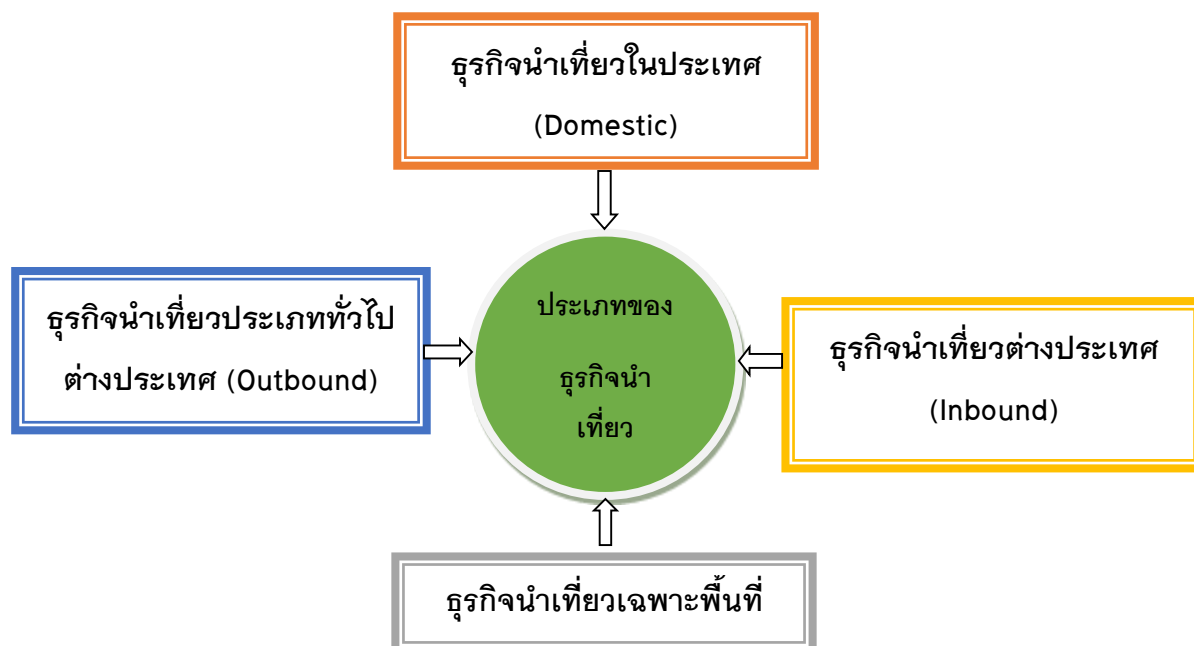 ธุรกิจนำเที่ยวในประเทศ
(Domestic)
ธุรกิจนำเที่ยวประเภททั่วไป
ต่างประเทศ (Outbound)
ประเภทของ
ธุรกิจนำ
เที่ยว
ธุรกิจนำเที่ยวต่างประเทศ
(Inbound)
ธุรกิจนำเที่ยวเฉพาะพื้นที่